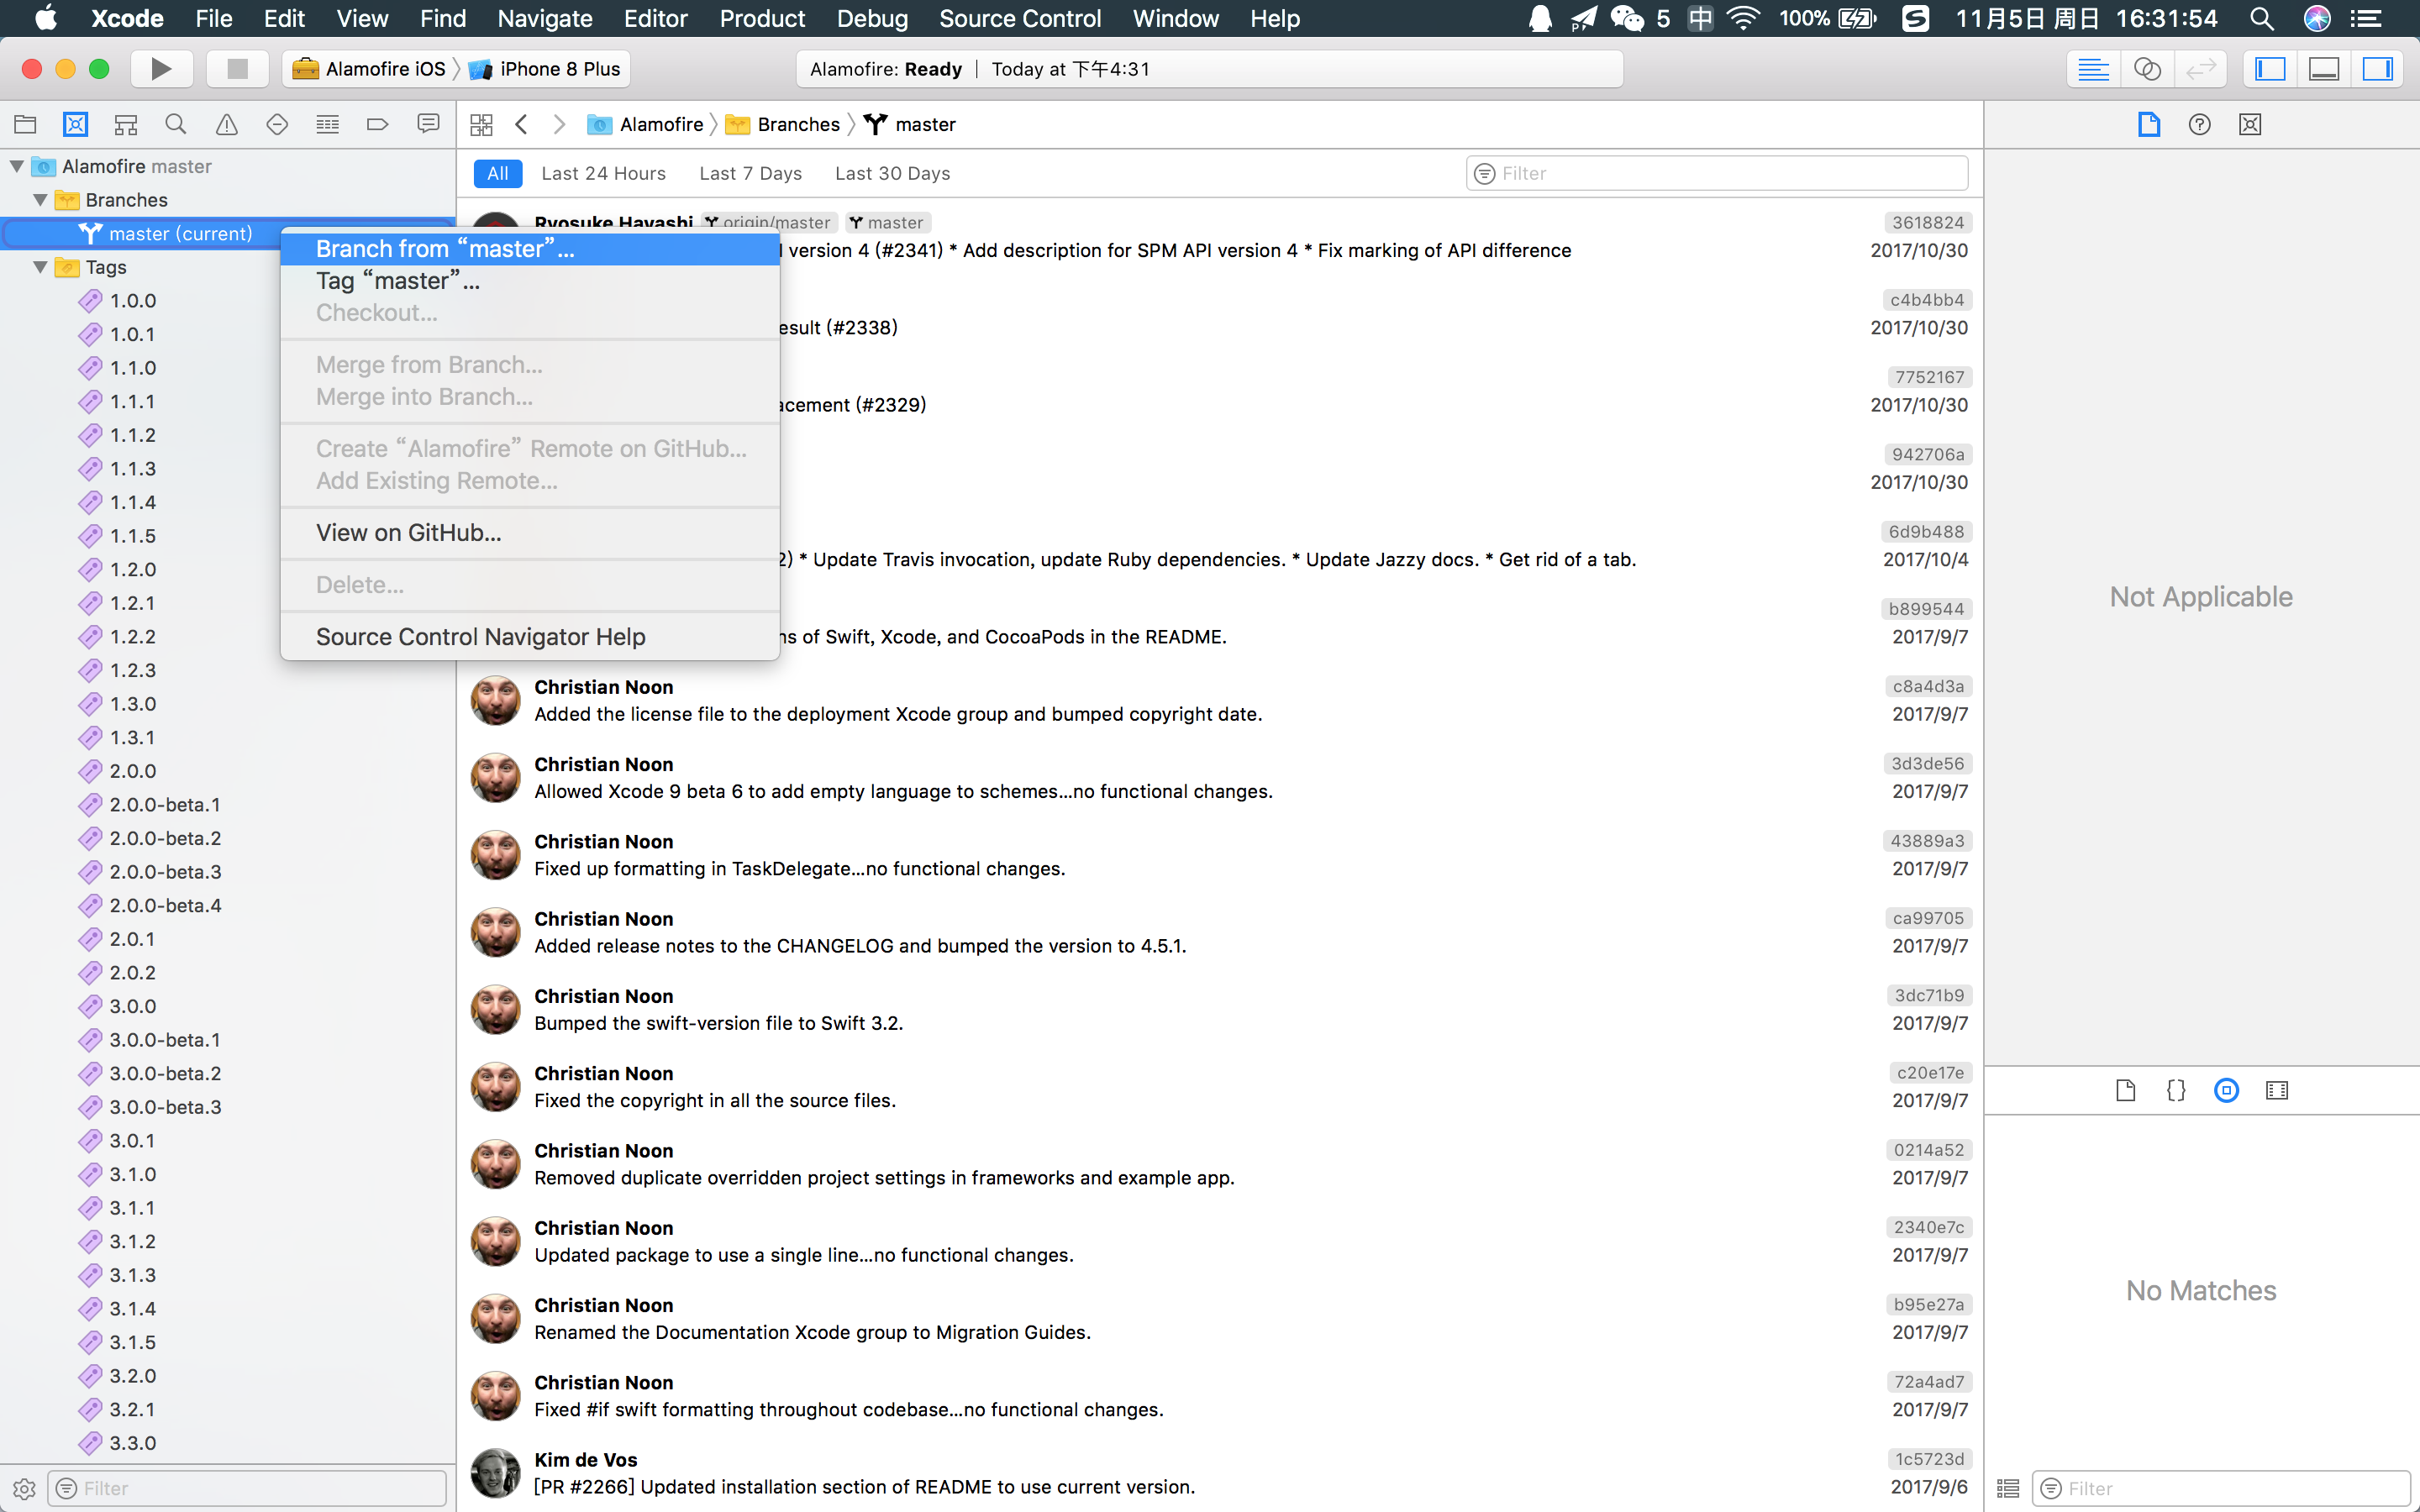 Xcode File Edit View Find Navigate Editor Product Debug Source Control Window Help 5 中 100% 11月5日 周日 16:31:54
Alamofire iOS iPhone 8 Plus
Alamofire: Ready Today at 下午4:31
Alamofire Branches master
All Last 24 Hours Last 7 Days Last 30 Days
Filter
Alamofire master
Branches
master (current)
Tags
1.0.0
1.0.1
1.1.0
1.1.1
1.1.2
1.1.3
1.1.4
1.1.5
1.2.0
1.2.1
1.2.2
1.2.3
1.3.0
1.3.1
2.0.0
2.0.0-beta.1
2.0.0-beta.2
2.0.0-beta.3
2.0.0-beta.4
2.0.1
2.0.2
3.0.0
3.0.0-beta.1
3.0.0-beta.2
3.0.0-beta.3
3.0.1
3.1.0
3.1.1
3.1.2
3.1.3
3.1.4
3.1.5
3.2.0
3.2.1
3.3.0
Filter
Branch from “master”...
Tag “master”...
Checkout...
Merge from Branch...
Merge into Branch...
Create “Alamofire” Remote on GitHub...
Add Existing Remote...
View on GitHub...
Delete...
Source Control Navigator Help
Ryosuke Hayashi origin/master master 3618824
version 4 (#2341) * Add description for SPM API version 4 * Fix marking of API difference 2017/10/30
c4b4bb4
esult (#2338) 2017/10/30
7752167
acement (#2329) 2017/10/30
942706a
2017/10/30
6d9b488
2) * Update Travis invocation, update Ruby dependencies. * Update Jazzy docs. * Get rid of a tab. 2017/10/4
b899544
ns of Swift, Xcode, and CocoaPods in the README. 2017/9/7
Christian Noon c8a4d3a
Added the license file to the deployment Xcode group and bumped copyright date. 2017/9/7
Christian Noon 3d3de56
Allowed Xcode 9 beta 6 to add empty language to schemes...no functional changes. 2017/9/7
Christian Noon 43889a3
Fixed up formatting in TaskDelegate...no functional changes. 2017/9/7
Christian Noon ca99705
Added release notes to the CHANGELOG and bumped the version to 4.5.1. 2017/9/7
Christian Noon 3dc71b9
Bumped the swift-version file to Swift 3.2. 2017/9/7
Christian Noon c20e17e
Fixed the copyright in all the source files. 2017/9/7
Christian Noon 0214a52
Removed duplicate overridden project settings in frameworks and example app. 2017/9/7
Christian Noon 2340e7c
Updated package to use a single line...no functional changes. 2017/9/7
Christian Noon b95e27a
Renamed the Documentation Xcode group to Migration Guides. 2017/9/7
Christian Noon 72a4ad7
Fixed #if swift formatting throughout codebase...no functional changes. 2017/9/7
Kim de Vos 1c5723d
[PR #2266] Updated installation section of README to use current version. 2017/9/6
Not Applicable
No Matches
Filter